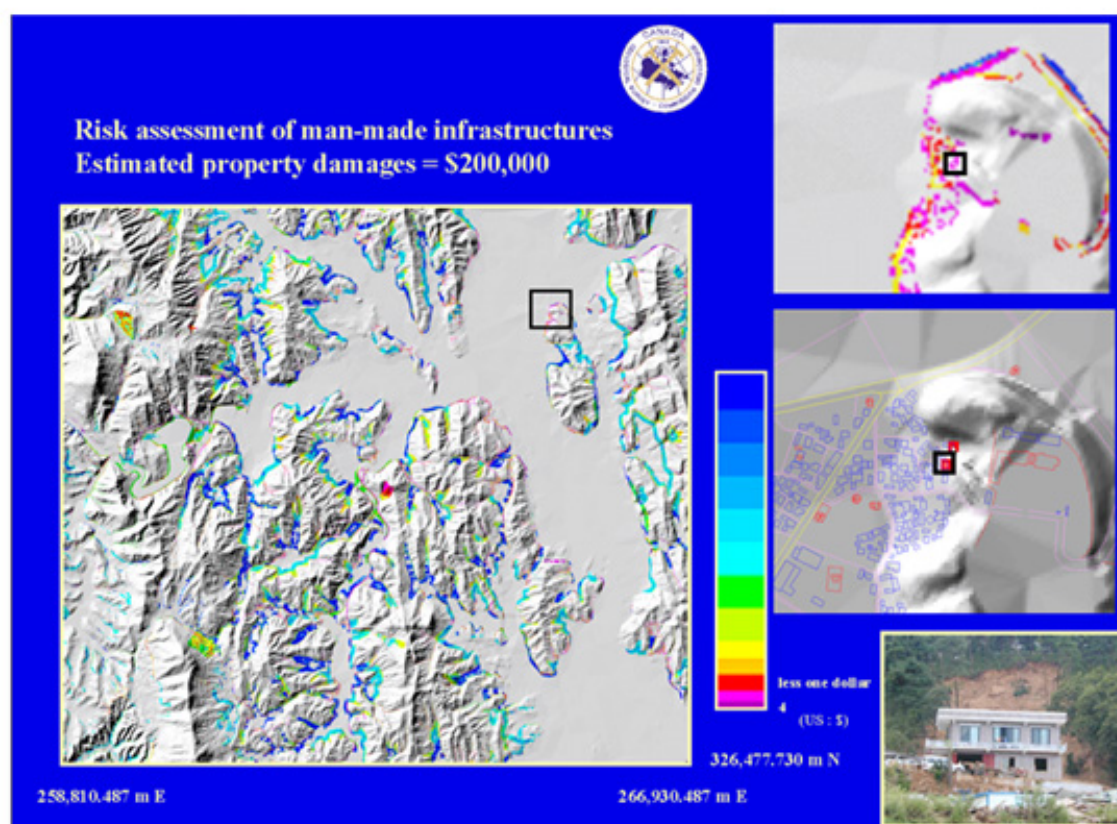 CANADA
Risk assessment of man-made infrastructures
Estimated property damages = $200,000
less one dollar
4
(US : $)
326,477.730 m N
258,810.487 m E
266,930.487 m E